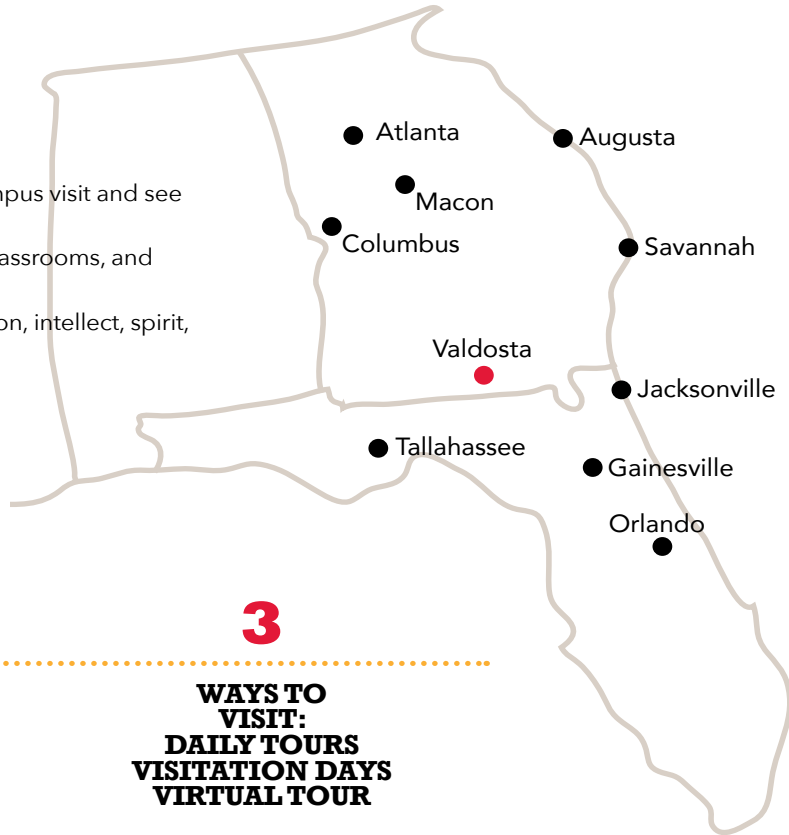 Atlanta
Augusta
npus visit and see
Macon
Columbus
Savannah
assrooms, and
on, intellect, spirit,
Valdosta
Jacksonville
Tallahassee
Gainesville
Orlando
3
WAYS TO
VISIT:
DAILY TOURS
VISITATION DAYS
VIRTUAL TOUR